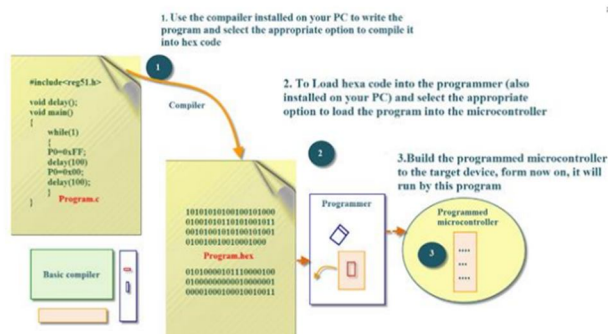 1. Use the compailer installed on your PC to write the
program and select the appropriate option to compile it
into hex code
1
#include<reg51.h>
void delay();
void main()
{
while(1)
{
P0=0xFF;
delay(100)
P0=0x00;
delay(100);
}
}
Program.c
Compiler
2. To Load hexa code into the programmer (also
installed on your PC) and select the appropriate
option to load the program into the microcontroller
2
3.Build the programmed microcontroller
to the target device, form now on, it will
run by this program
10101010100100101000
01001010110101001011
00101001010100101001
010010010010001000
Program.hex
01010000101110000100
01000000000010000001
00001000100010010011
Programmer
Programmed
microcontroller
3
Basic compiler